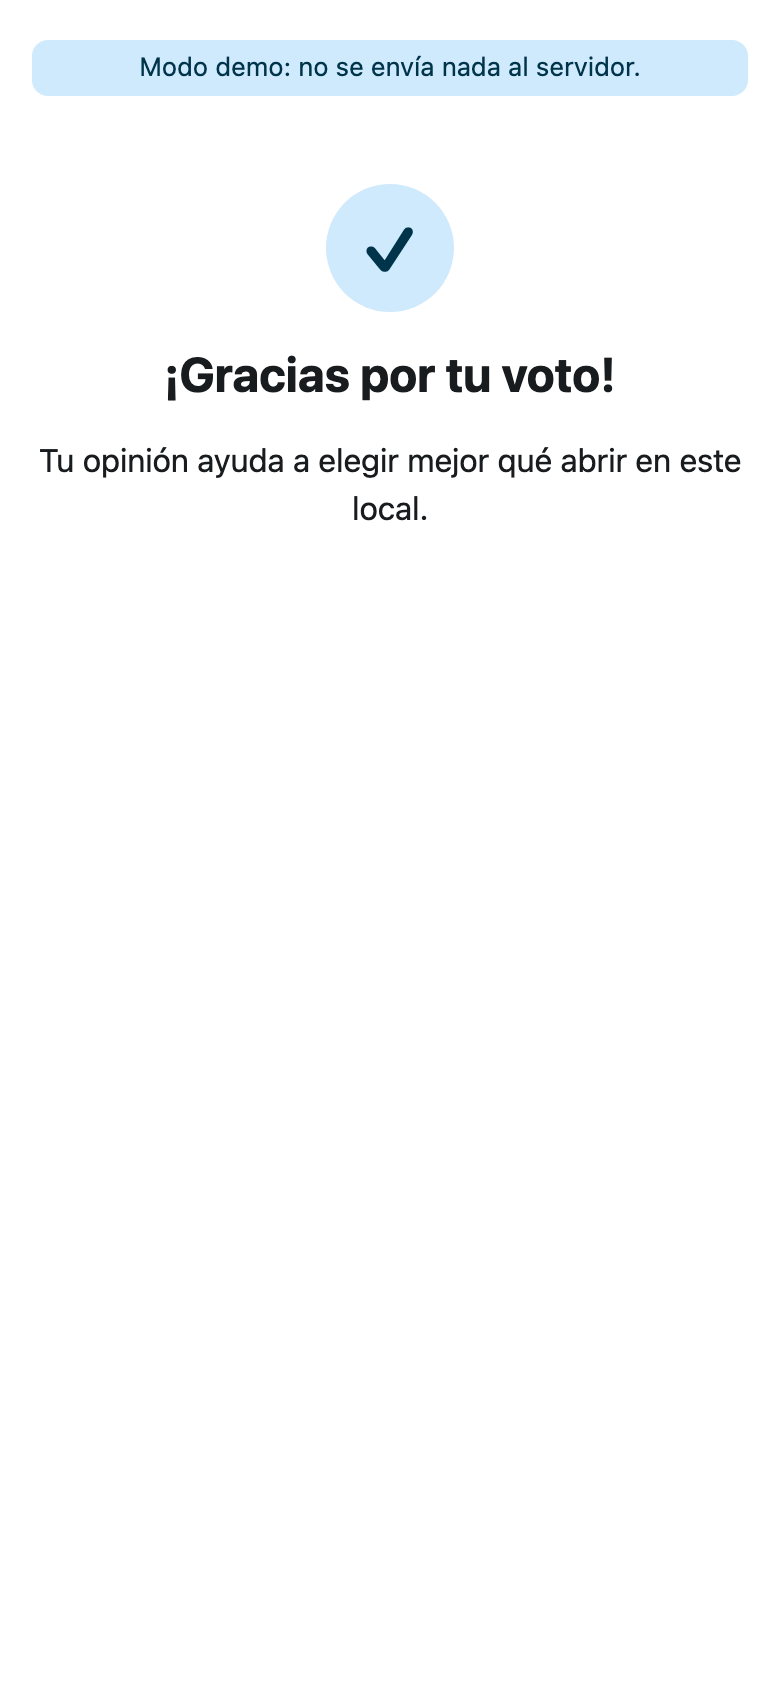 Modo demo: no se envía nada al servidor.
¡Gracias por tu voto!
Tu opinión ayuda a elegir mejor qué abrir en este
local.